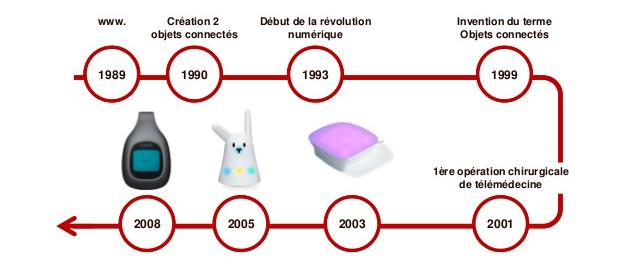 www.
Création 2
objets connectés
Début de la révolution
numérique
Invention du terme
Objets connectés
1989
1990
1993
1999
1ère opération chirurgicale
de télémédecine
2008
2005
2003
2001